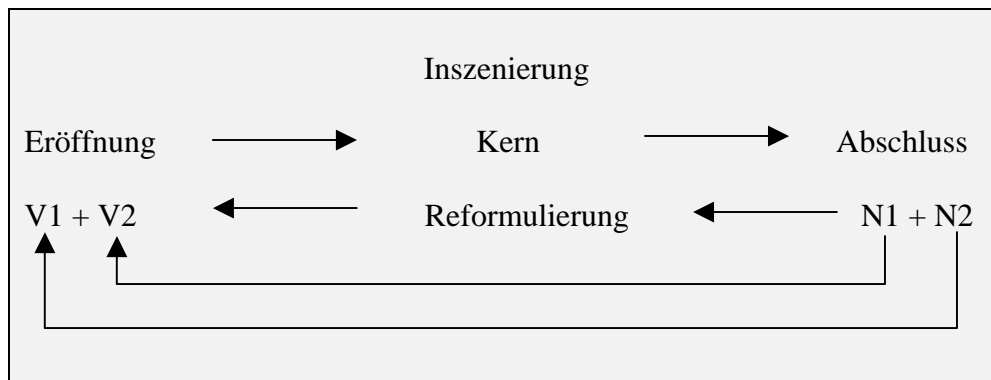 Inszenierung
Eröffnung Kern Abschluss
V1 + V2 Reformulierung N1 + N2